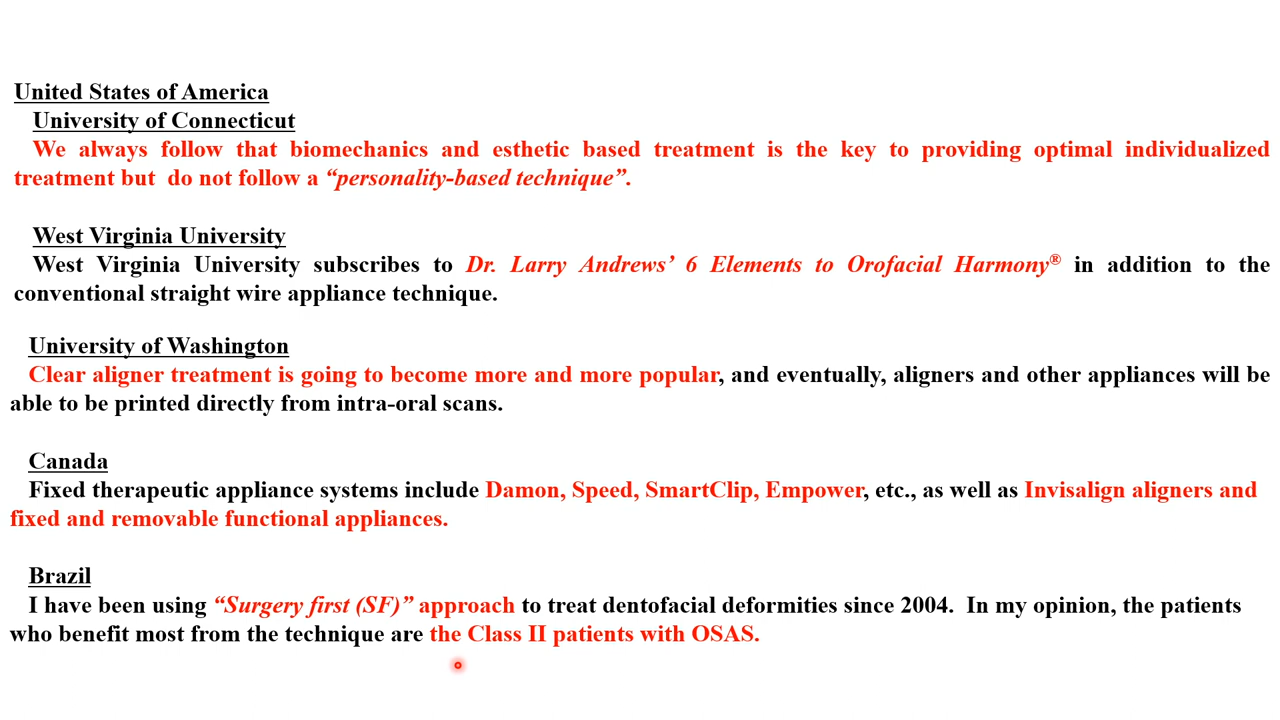 United States of America
University of Connecticut
We always follow that biomechanics and esthetic based treatment is the key to providing optimal individualized
treatment but do not follow a “personality-based technique”.
West Virginia University
West Virginia University subscribes to Dr. Larry Andrews’ 6 Elements to Orofacial Harmony® in addition to the
conventional straight wire appliance technique.
University of Washington
Clear aligner treatment is going to become more and more popular, and eventually, aligners and other appliances will be
able to be printed directly from intra-oral scans.
Canada
Fixed therapeutic appliance systems include Damon, Speed, SmartClip, Empower, etc., as well as Invisalign aligners and
fixed and removable functional appliances.
Brazil
I have been using “Surgery first (SF)” approach to treat dentofacial deformities since 2004. In my opinion, the patients
who benefit most from the technique are the Class II patients with OSAS.